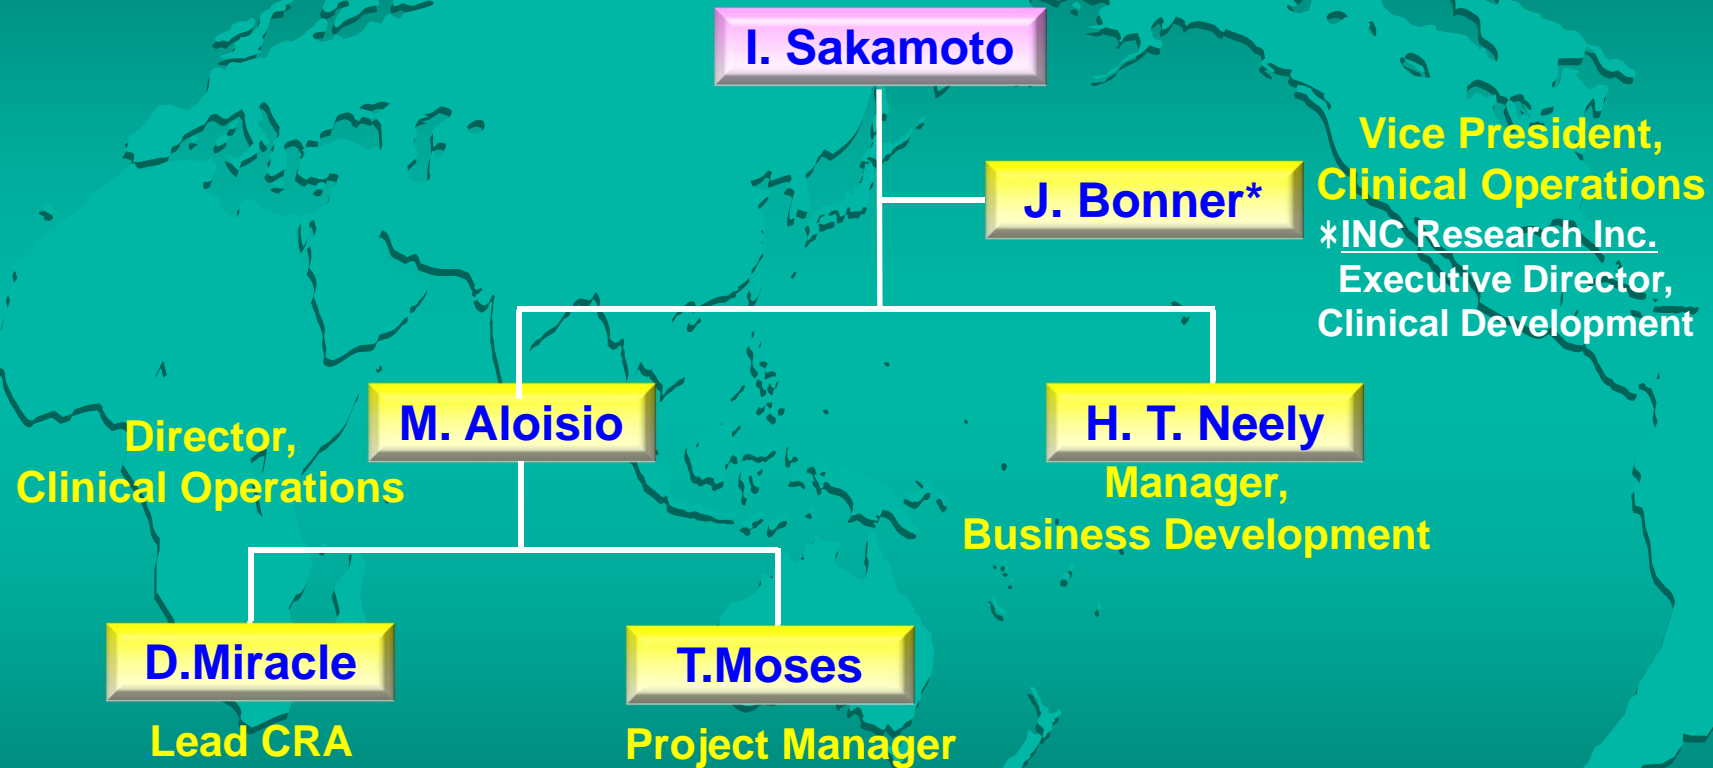 I. Sakamoto
J. Bonner*
Vice President,
Clinical Operations
*INC Research Inc.
Executive Director,
Clinical Development
M. Aloisio
Director,
Clinical Operations
H. T. Neely
Manager,
Business Development
D.Miracle
Lead CRA
T.Moses
Project Manager